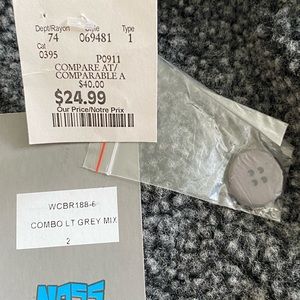 Dept/Rayon Style Type
74 069481 1
Cat
0395 P0911
COMPARE AT/
COMPARABLE A
$40.00
$24.99
Our Price/Notre Prix
WCBR188-6
COMBO LT GREY MIX
2